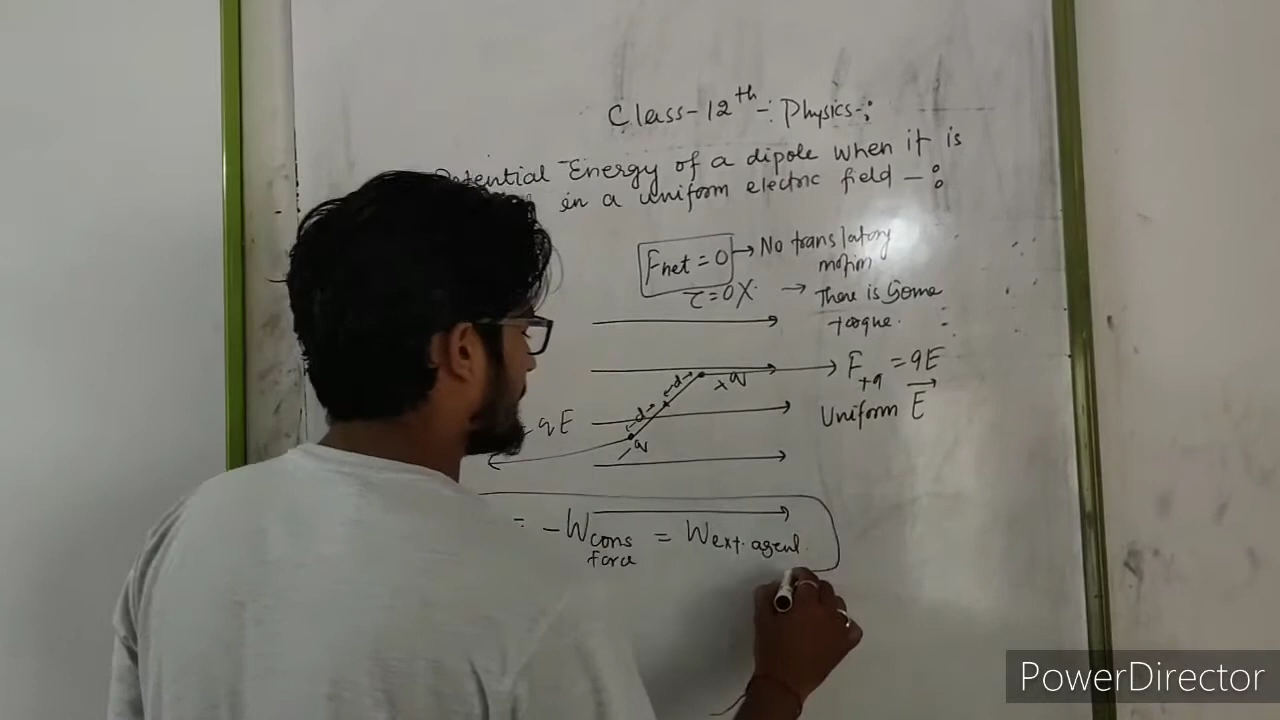 Class-12th-: Physics-:
Potential Energy of a dipole when it is
in a uniform electric field -:
Fnet = 0 → No translatory
motion
τ = 0 X. → There is some
torque.
F+q = qE
+q
d
d
Uniform E
- qE
-q
= -Wcons = Wext. agent.
force
PowerDirector